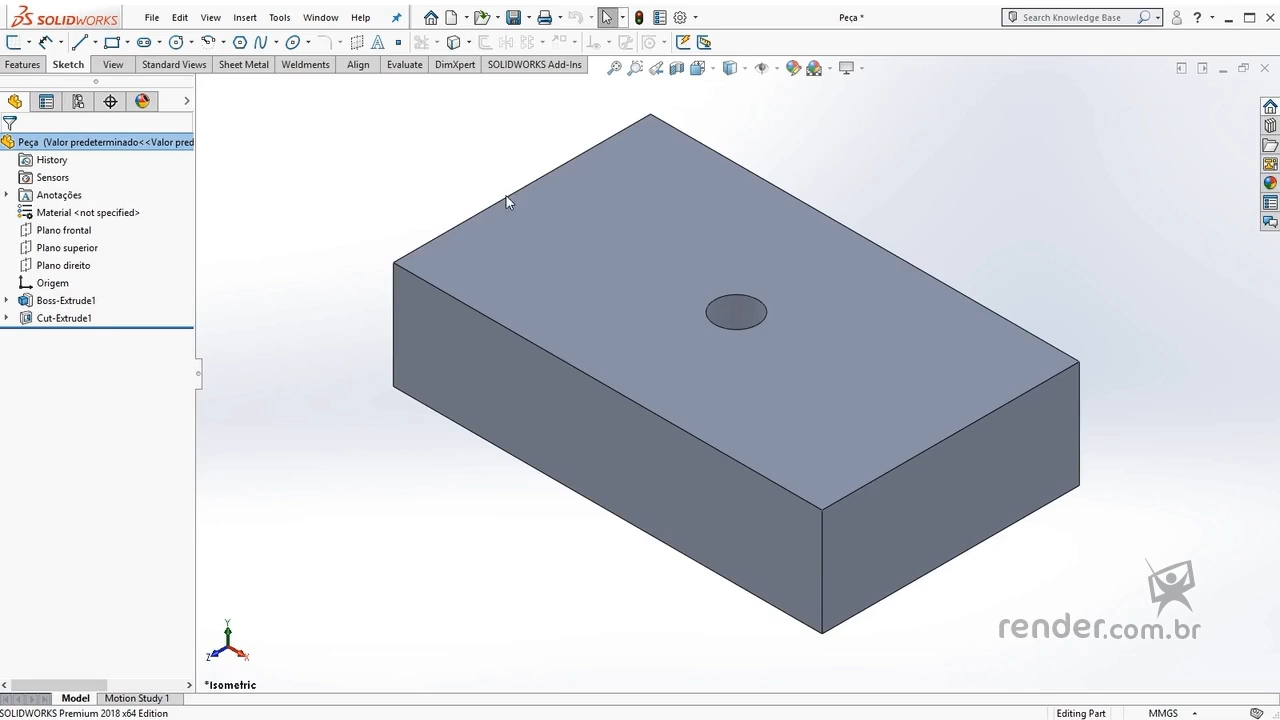 SOLIDWORKS
File Edit View Insert Tools Window Help
Peça *
Search Knowledge Base
Features Sketch View Standard Views Sheet Metal Weldments Align Evaluate DimXpert SOLIDWORKS Add-Ins
Peça (Valor predeterminado<<Valor pred
History
Sensors
Anotações
Material <not specified>
Plano frontal
Plano superior
Plano direito
Origem
Boss-Extrude1
Cut-Extrude1
Y
Z X
*Isometric
render.com.br
Model Motion Study 1
SOLIDWORKS Premium 2018 x64 Edition
Editing Part
MMGS